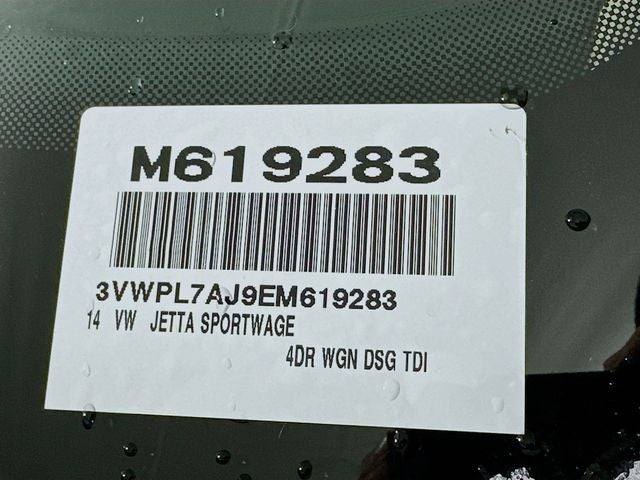 M619283
3VWPL7AJ9EM619283
14 VW JETTA SPORTWAGE
4DR WGN DSG TDI